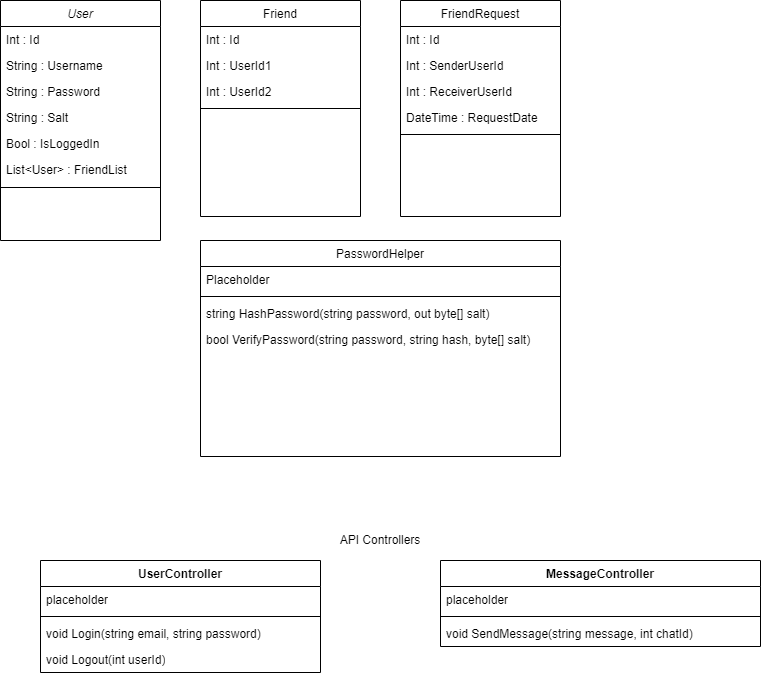 User
Int : Id
String : Username
String : Password
String : Salt
Bool : IsLoggedIn
List<User> : FriendList
Friend
Int : Id
Int : UserId1
Int : UserId2
FriendRequest
Int : Id
Int : SenderUserId
Int : ReceiverUserId
DateTime : RequestDate
PasswordHelper
Placeholder
string HashPassword(string password, out byte[] salt)
bool VerifyPassword(string password, string hash, byte[] salt)
API Controllers
UserController
placeholder
void Login(string email, string password)
void Logout(int userId)
MessageController
placeholder
void SendMessage(string message, int chatId)